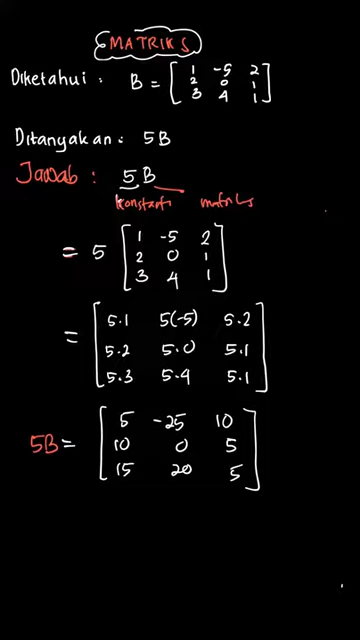 MATRIKS
Diketahui : B = [ 1 -5 2
2 0 1
3 4 1 ]
Ditanyakan : 5B
Jawab : 5B
konstanta matriks
= 5 [ 1 -5 2
2 0 1
3 4 1 ]
= [ 5.1 5(-5) 5.2
5.2 5.0 5.1
5.3 5.4 5.1 ]
5B = [ 5 -25 10
10 0 5
15 20 5 ]